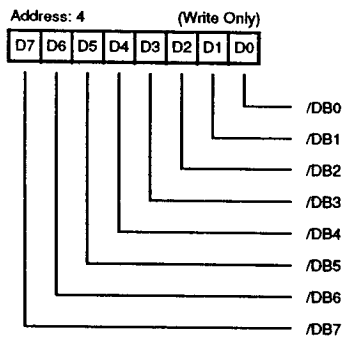 Address: 4 (Write Only)
D7 D6 D5 D4 D3 D2 D1 D0
/DB0
/DB1
/DB2
/DB3
/DB4
/DB5
/DB6
/DB7